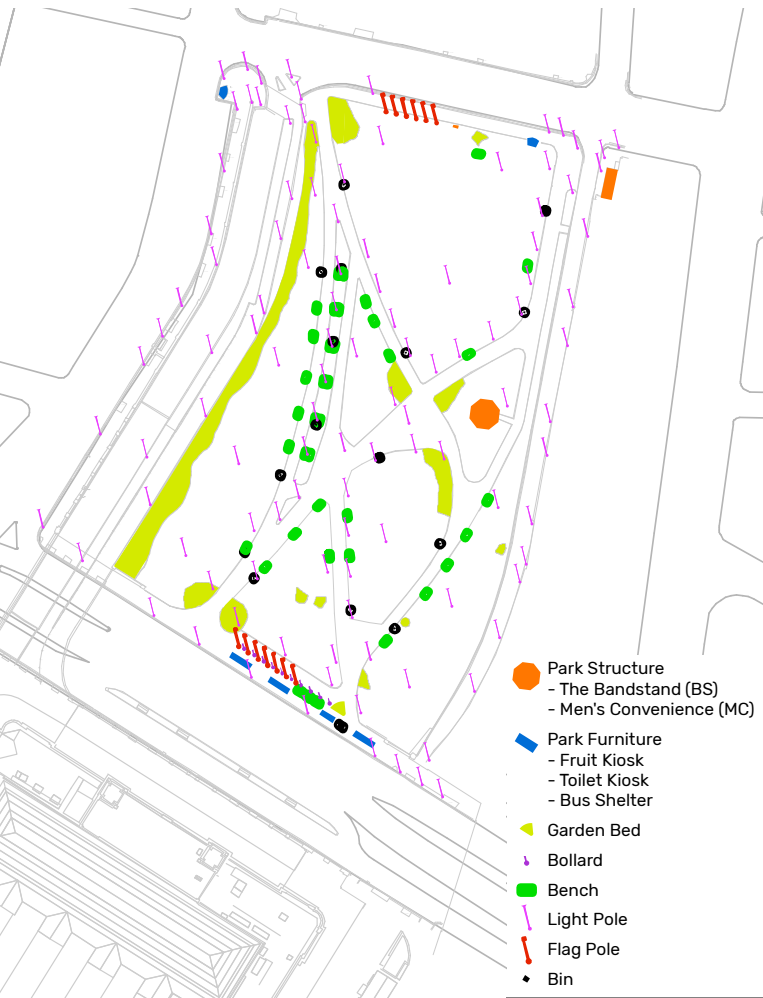 Park Structure
- The Bandstand (BS)
- Men's Convenience (MC)
Park Furniture
- Fruit Kiosk
- Toilet Kiosk
- Bus Shelter
Garden Bed
Bollard
Bench
Light Pole
Flag Pole
Bin